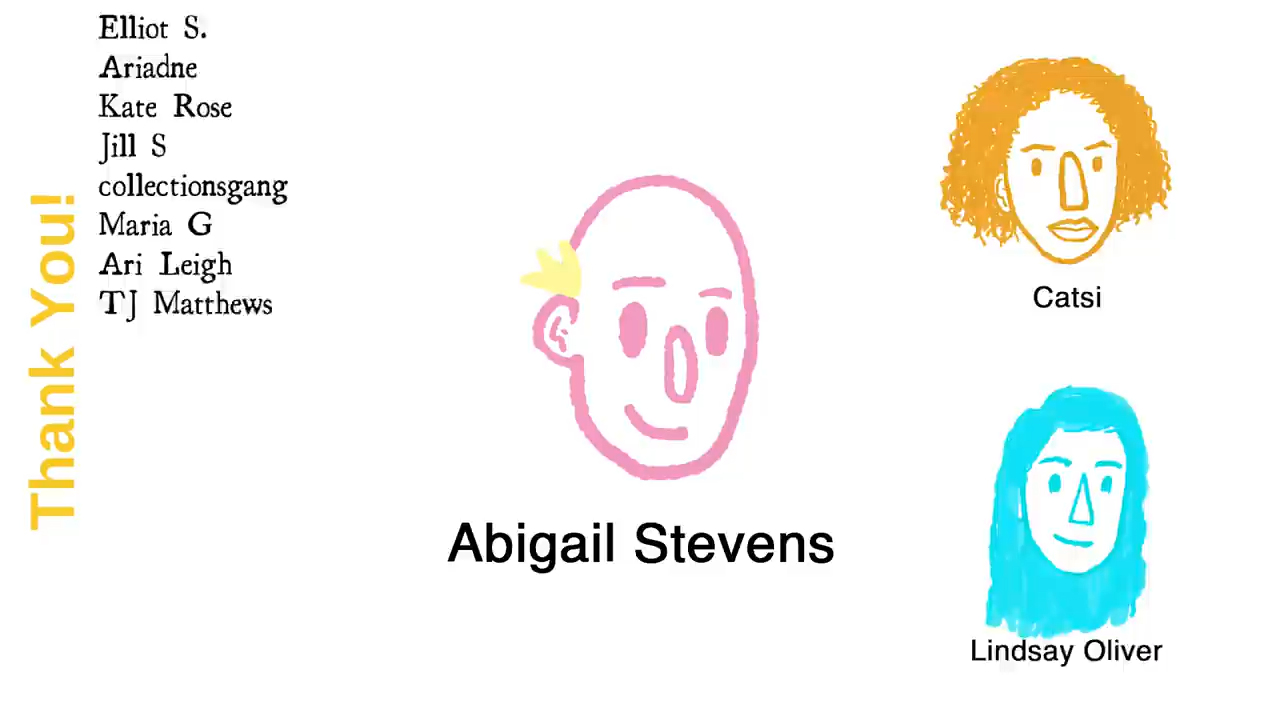 Thank You!
Elliot S.
Ariadne
Kate Rose
Jill S
collectionsgang
Maria G
Ari Leigh
TJ Matthews
Abigail Stevens
Catsi
Lindsay Oliver